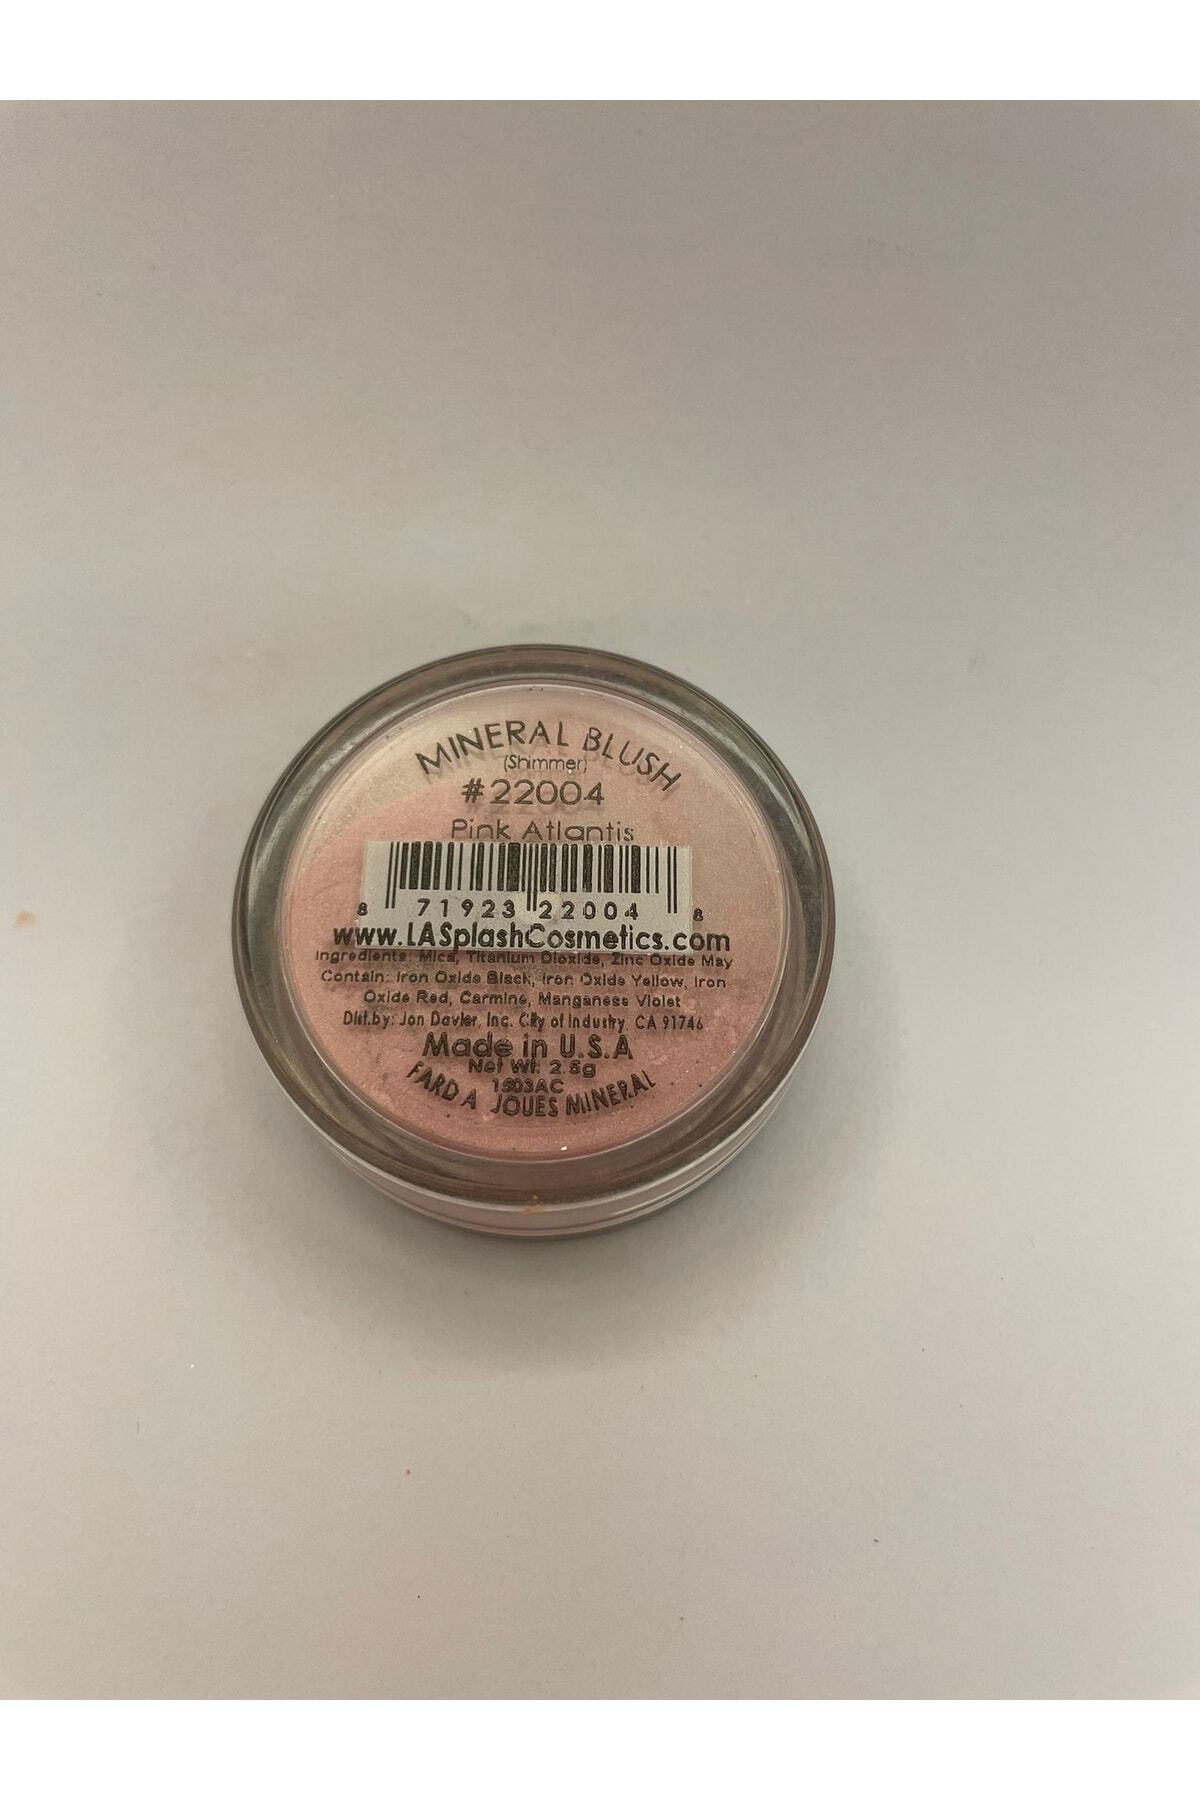 MINERAL BLUSH
(Shimmer)
#22004
Pink Atlantis
8 71923 22004 8
www.LASplashCosmetics.com
Ingredients: Mica, Titanium Dioxide, Zinc Oxide May
Contain: Iron Oxide Black, Iron Oxide Yellow, Iron
Oxide Red, Carmine, Manganess Violet
Dist.by: Jon Davler, Inc. City of Industry, CA 91746
Made in U.S.A
Net Wt: 2.5g
1503AC
FARD A JOUES MINERAL